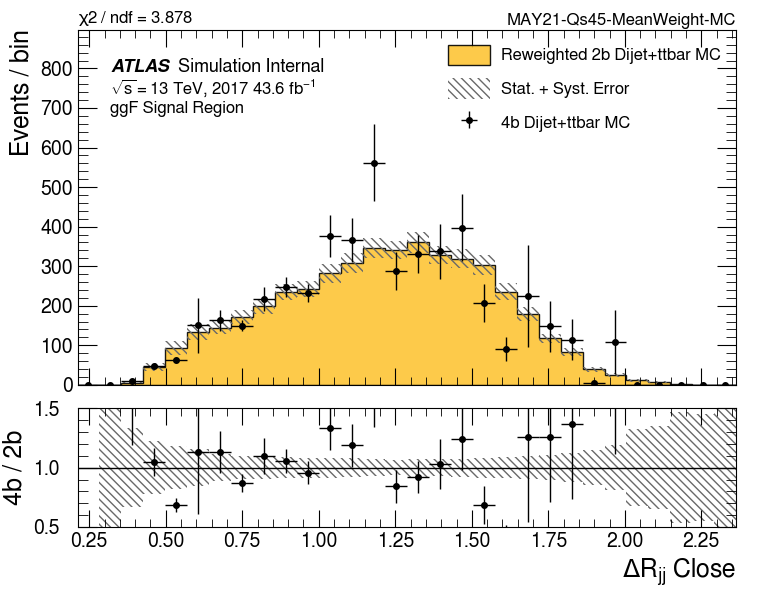 χ2 / ndf = 3.878
MAY21-Qs45-MeanWeight-MC
Events / bin
ATLAS Simulation Internal
√s = 13 TeV, 2017 43.6 fb⁻¹
ggF Signal Region
Reweighted 2b Dijet+ttbar MC
Stat. + Syst. Error
4b Dijet+ttbar MC
800
700
600
500
400
300
200
100
0
4b / 2b
1.5
1.0
0.5
0.25 0.50 0.75 1.00 1.25 1.50 1.75 2.00 2.25
ΔRjj Close